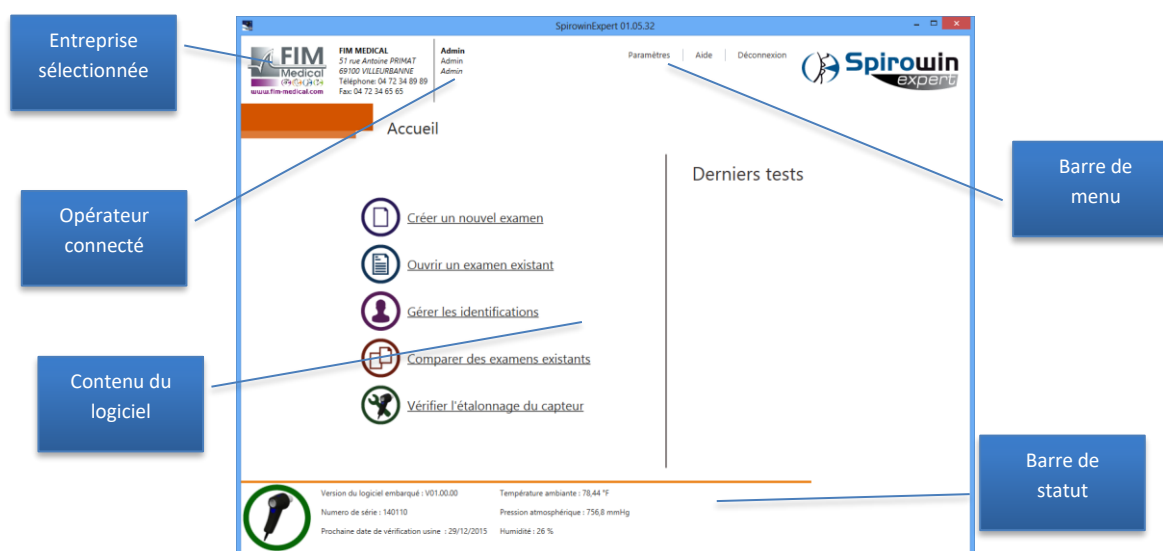 SpirowinExpert 01.05.32
Entreprise
sélectionnée
FIM
Medical
www.fim-medical.com
FIM MEDICAL
51 rue Antoine PRIMAT
69100 VILLEURBANNE
Téléphone: 04 72 34 89 89
Fax: 04 72 34 65 65
Admin
Admin
Admin
Paramètres
Aide
Déconnexion
Spirowin
expert
Accueil
Derniers tests
Barre de
menu
Opérateur
connecté
Créer un nouvel examen
Ouvrir un examen existant
Gérer les identifications
Comparer des examens existants
Vérifier l'étalonnage du capteur
Contenu du
logiciel
Barre de
statut
Version du logiciel embarqué : V01.00.00
Numero de série : 140110
Prochaine date de vérification usine : 29/12/2015
Température ambiante : 78,44 °F
Pression atmosphérique : 756,8 mmHg
Humidité : 26 %